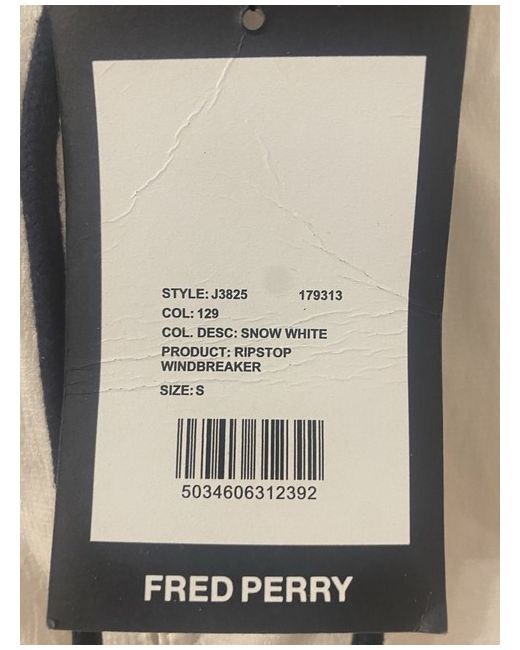 STYLE: J3825 179313
COL: 129
COL. DESC: SNOW WHITE
PRODUCT: RIPSTOP
WINDBREAKER
SIZE: S
5034606312392
FRED PERRY